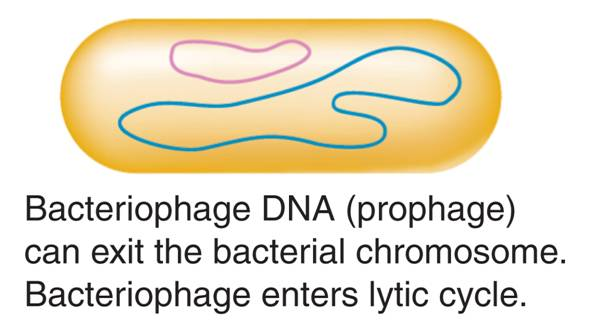 Bacteriophage DNA (prophage)
can exit the bacterial chromosome.
Bacteriophage enters lytic cycle.